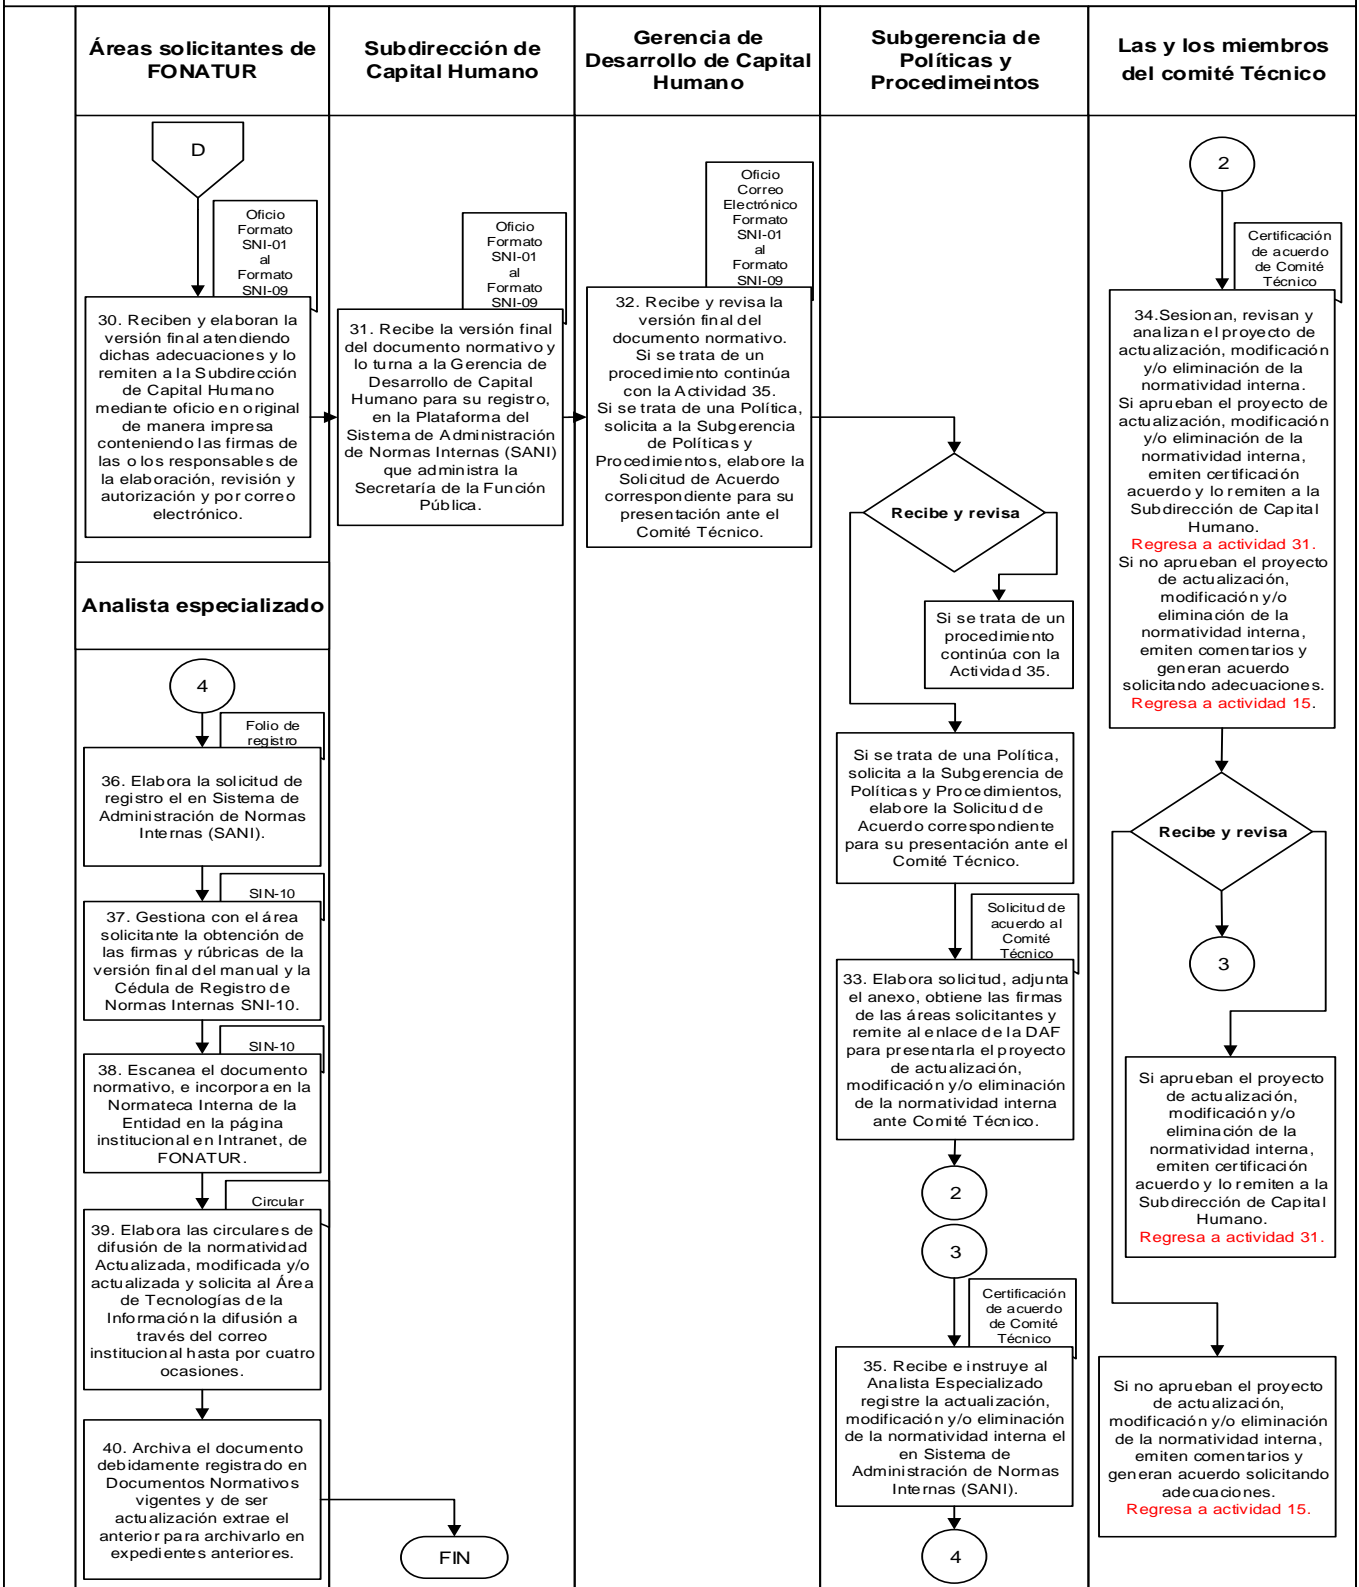 Áreas solicitantes de
FONATUR
Subdirección de
Capital Humano
Gerencia de
Desarrollo de Capital
Humano
Subgerencia de
Políticas y
Procedimeintos
Las y los miembros
del comité Técnico
D
Oficio
Formato
SNI-01
al
Formato
SNI-09
30. Reciben y elaboran la
versión final atendiendo
dichas adecuaciones y lo
remiten a la Subdirección
de Capital Humano
mediante oficio en original
de manera impresa
conteniendo las firmas de
las o los responsables de
la elaboración, revisión y
autorización y por correo
electrónico.
Oficio
Formato
SNI-01
al
Formato
SNI-09
31. Recibe la versión final
del documento normativo y
lo turna a la Gerencia de
Desarrollo de Capital
Humano para su registro,
en la Plataforma del
Sistema de Administración
de Normas Internas (SANI)
que administra la
Secretaría de la Función
Pública.
Oficio
Correo
Electrónico
Formato
SNI-01
al
Formato
SNI-09
32. Recibe y revisa la
versión final del
documento normativo.
Si se trata de un
procedimiento continúa
con la Actividad 35.
Si se trata de una Política,
solicita a la Subgerencia
de Políticas y
Procedimientos, elabore la
Solicitud de Acuerdo
correspondiente para su
presentación ante el
Comité Técnico.
Recibe y revisa
Si se trata de un
procedimiento
continúa con la
Actividad 35.
Si se trata de una Política,
solicita a la Subgerencia de
Políticas y Procedimientos,
elabore la Solicitud de
Acuerdo correspondiente
para su presentación ante el
Comité Técnico.
Solicitud de
acuerdo al
Comité
Técnico
33. Elabora solicitud, adjunta
el anexo, obtiene las firmas
de las áreas solicitantes y
remite al enlace de la DAF
para presentarla el proyecto
de actualización,
modificación y/o eliminación
de la normatividad interna
ante Comité Técnico.
2
3
Certificación
de acuerdo
de Comité
Técnico
35. Recibe e instruye al
Analista Especializado
registre la actualización,
modificación y/o eliminación
de la normatividad interna el
en Sistema de
Administración de Normas
Internas (SANI).
4
2
Certificación
de acuerdo
de Comité
Técnico
34.Sesionan, revisan y
analizan el proyecto de
actualización, modificación
y/o eliminación de la
normatividad interna.
Si aprueban el proyecto de
actualización, modificación
y/o eliminación de la
normatividad interna,
emiten certificación
acuerdo y lo remiten a la
Subdirección de Capital
Humano.
Regresa a actividad 31.
Si no aprueban el proyecto
de actualización,
modificación y/o
eliminación de la
normatividad interna,
emiten comentarios y
generan acuerdo
solicitando adecuaciones.
Regresa a actividad 15.
Recibe y revisa
3
Si aprueban el proyecto
de actualización,
modificación y/o
eliminación de la
normatividad interna,
emiten certificación
acuerdo y lo remiten a la
Subdirección de Capital
Humano.
Regresa a actividad 31.
Si no aprueban el proyecto
de actualización,
modificación y/o eliminación
de la normatividad interna,
emiten comentarios y
generan acuerdo solicitando
adecuaciones.
Regresa a actividad 15.
Analista especializado
4
Folio de
registro
36. Elabora la solicitud de
registro el en Sistema de
Administración de Normas
Internas (SANI).
SIN-10
37. Gestiona con el área
solicitante la obtención de
las firmas y rúbricas de la
versión final del manual y la
Cédula de Registro de
Normas Internas SNI-10.
SIN-10
38. Escanea el documento
normativo, e incorpora en la
Normateca Interna de la
Entidad en la página
institucional en Intranet, de
FONATUR.
Circular
39. Elabora las circulares de
difusión de la normatividad
Actualizada, modificada y/o
actualizada y solicita al Área
de Tecnologías de la
Información la difusión a
través del correo
institucional hasta por cuatro
ocasiones.
40. Archiva el documento
debidamente registrado en
Documentos Normativos
vigentes y de ser
actualización extrae el
anterior para archivarlo en
expedientes anteriores.
FIN